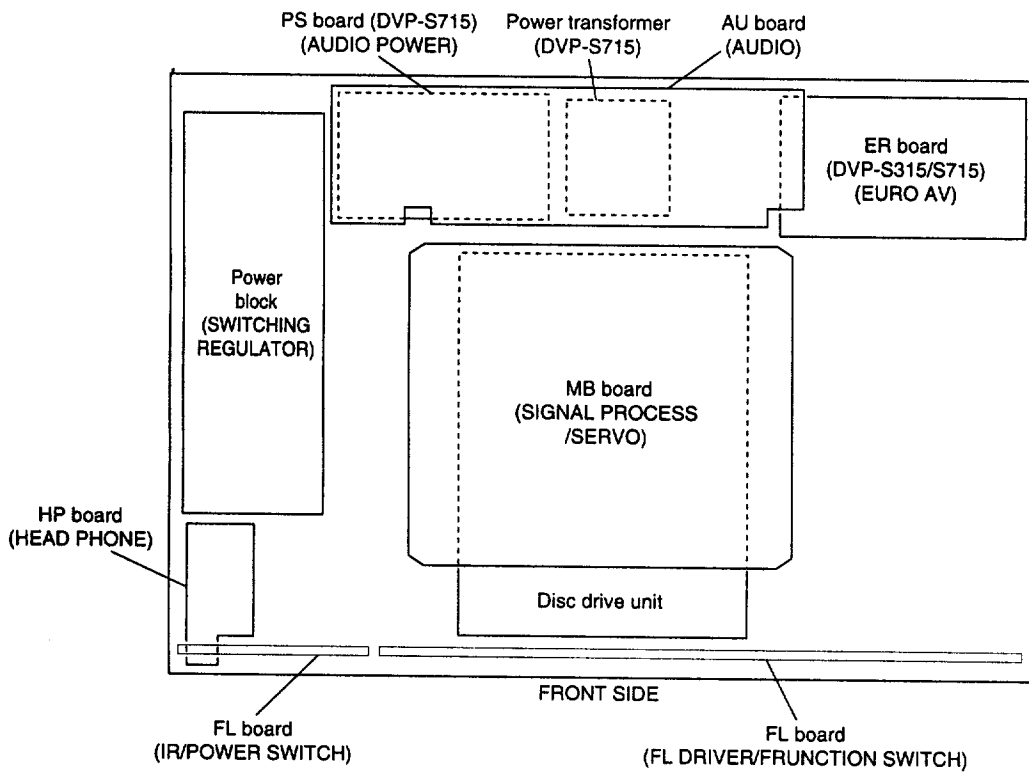 PS board (DVP-S715)
(AUDIO POWER)
Power transformer
(DVP-S715)
AU board
(AUDIO)
ER board
(DVP-S315/S715)
(EURO AV)
Power
block
(SWITCHING
REGULATOR)
MB board
(SIGNAL PROCESS
/SERVO)
HP board
(HEAD PHONE)
Disc drive unit
FRONT SIDE
FL board
(IR/POWER SWITCH)
FL board
(FL DRIVER/FRUNCTION SWITCH)